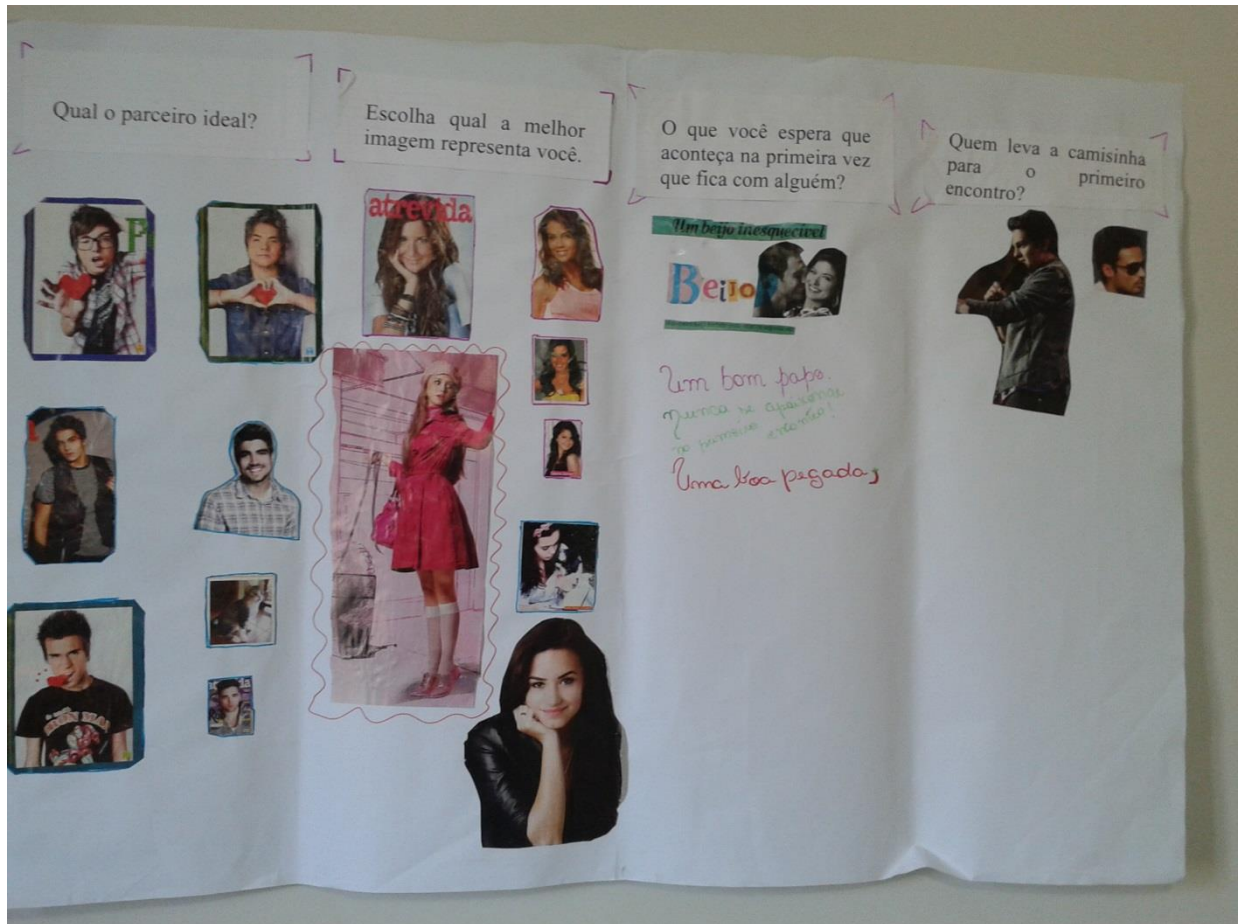 Qual o parceiro ideal?
Escolha qual a melhor
imagem representa você.
O que você espera que
aconteça na primeira vez
que fica com alguém?
Quem leva a camisinha
para o primeiro
encontro?
atrevida
Um beijo inesquecível
Beijo
Um bom papo.
nunca se apaixonar
no primeiro encontro!
Uma boa pegada